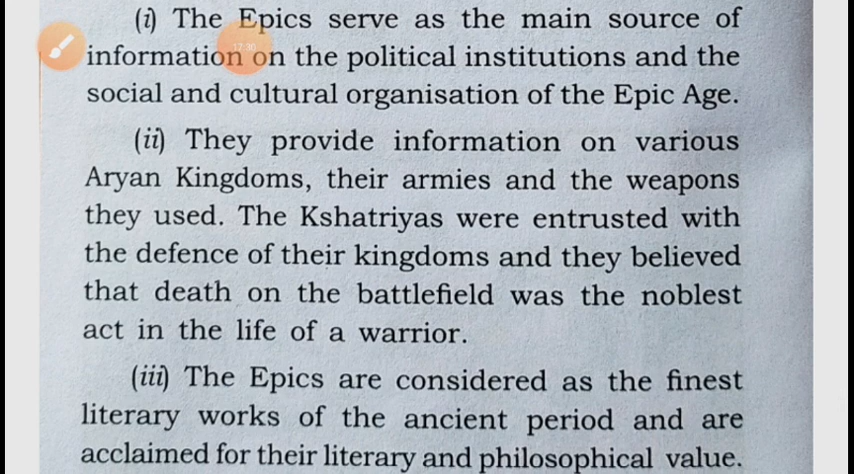 (i) The Epics serve as the main source of
information on the political institutions and the
social and cultural organisation of the Epic Age.
(ii) They provide information on various
Aryan Kingdoms, their armies and the weapons
they used. The Kshatriyas were entrusted with
the defence of their kingdoms and they believed
that death on the battlefield was the noblest
act in the life of a warrior.
(iii) The Epics are considered as the finest
literary works of the ancient period and are
acclaimed for their literary and philosophical value.
17:30